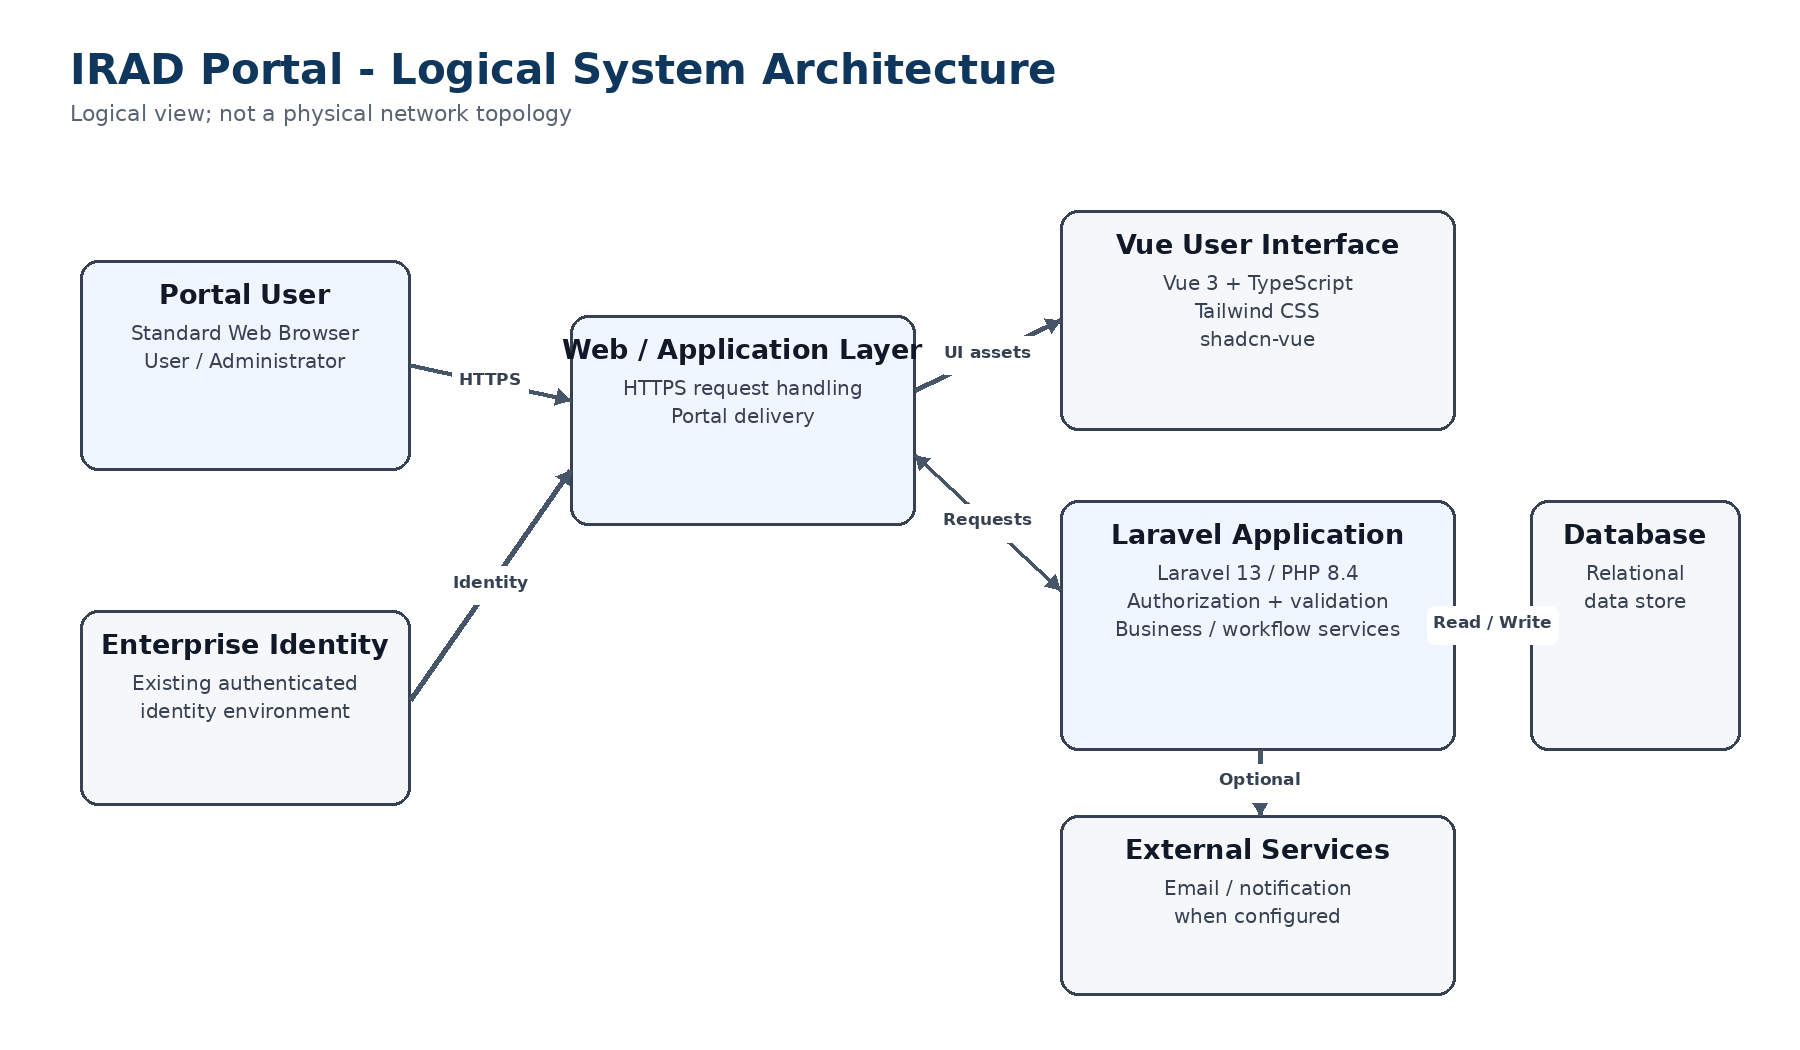 IRAD Portal - Logical System Architecture
Logical view; not a physical network topology
Portal User
Standard Web Browser
User / Administrator
HTTPS
Web / Application Layer
HTTPS request handling
Portal delivery
UI assets
Vue User Interface
Vue 3 + TypeScript
Tailwind CSS
shadcn-vue
Enterprise Identity
Existing authenticated
identity environment
Identity
Requests
Laravel Application
Laravel 13 / PHP 8.4
Authorization + validation
Business / workflow services
Read / Write
Database
Relational
data store
Optional
External Services
Email / notification
when configured